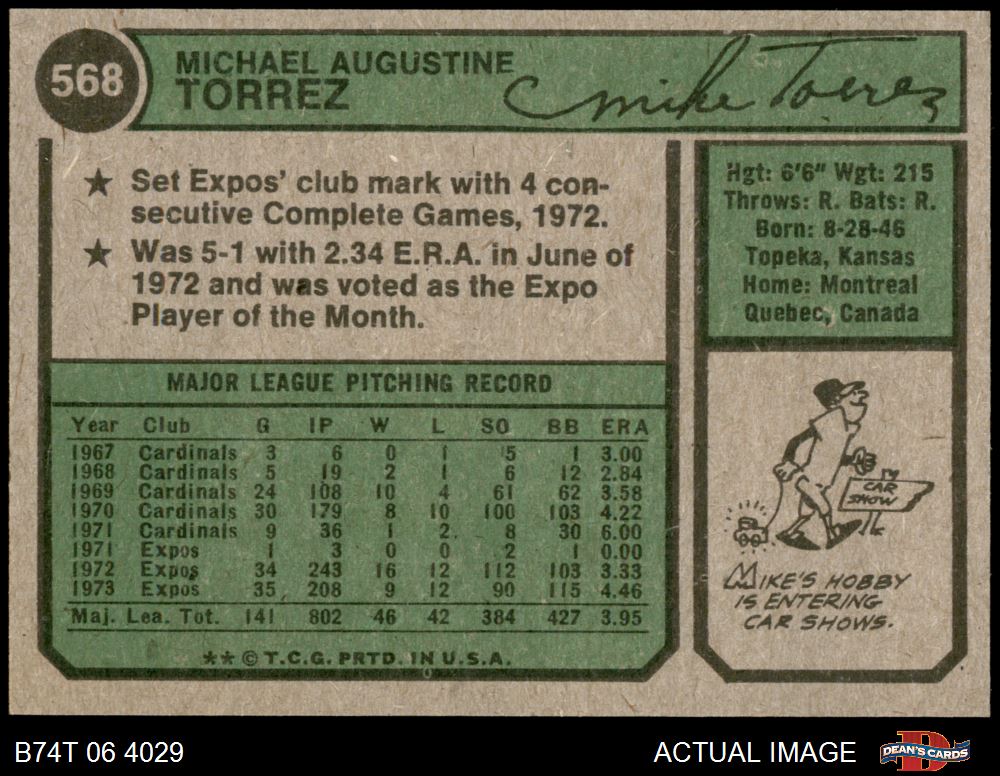 568
MICHAEL AUGUSTINE
TORREZ
Mike Torrez
★ Set Expos' club mark with 4 con-
secutive Complete Games, 1972.
★ Was 5-1 with 2.34 E.R.A. in June of
1972 and was voted as the Expo
Player of the Month.
Hgt: 6'6" Wgt: 215
Throws: R. Bats: R.
Born: 8-28-46
Topeka, Kansas
Home: Montreal
Quebec, Canada
MAJOR LEAGUE PITCHING RECORD
Year Club G IP W L SO BB ERA
1967 Cardinals 3 6 0 1 5 1 3.00
1968 Cardinals 5 19 2 1 6 12 2.84
1969 Cardinals 24 108 10 4 61 62 3.58
1970 Cardinals 30 179 8 10 100 103 4.22
1971 Cardinals 9 36 1 2 8 30 6.00
1971 Expos 1 3 0 0 2 1 0.00
1972 Expos 34 243 16 12 112 103 3.33
1973 Expos 35 208 9 12 90 115 4.46
Maj. Lea. Tot. 141 802 46 42 384 427 3.95
★★ © T.C.G. PRTD. IN U.S.A.
CAR
SHOW
MIKE'S HOBBY
IS ENTERING
CAR SHOWS.
B74T 06 4029
ACTUAL IMAGE
DEAN'S CARDS